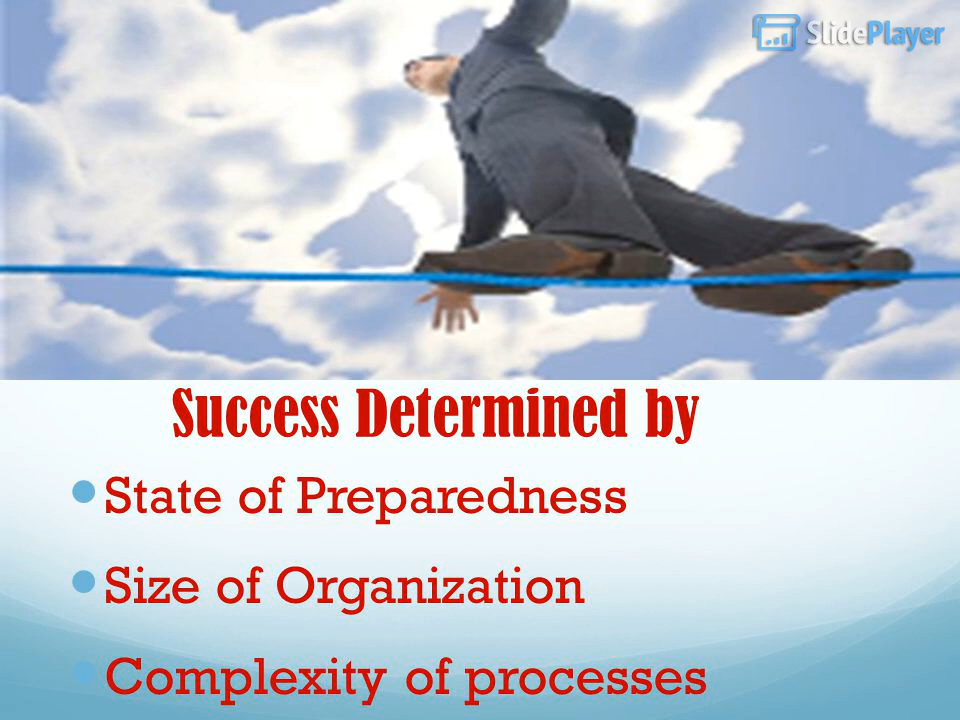 SlidePlayer
Success Determined by
State of Preparedness
Size of Organization
Complexity of processes